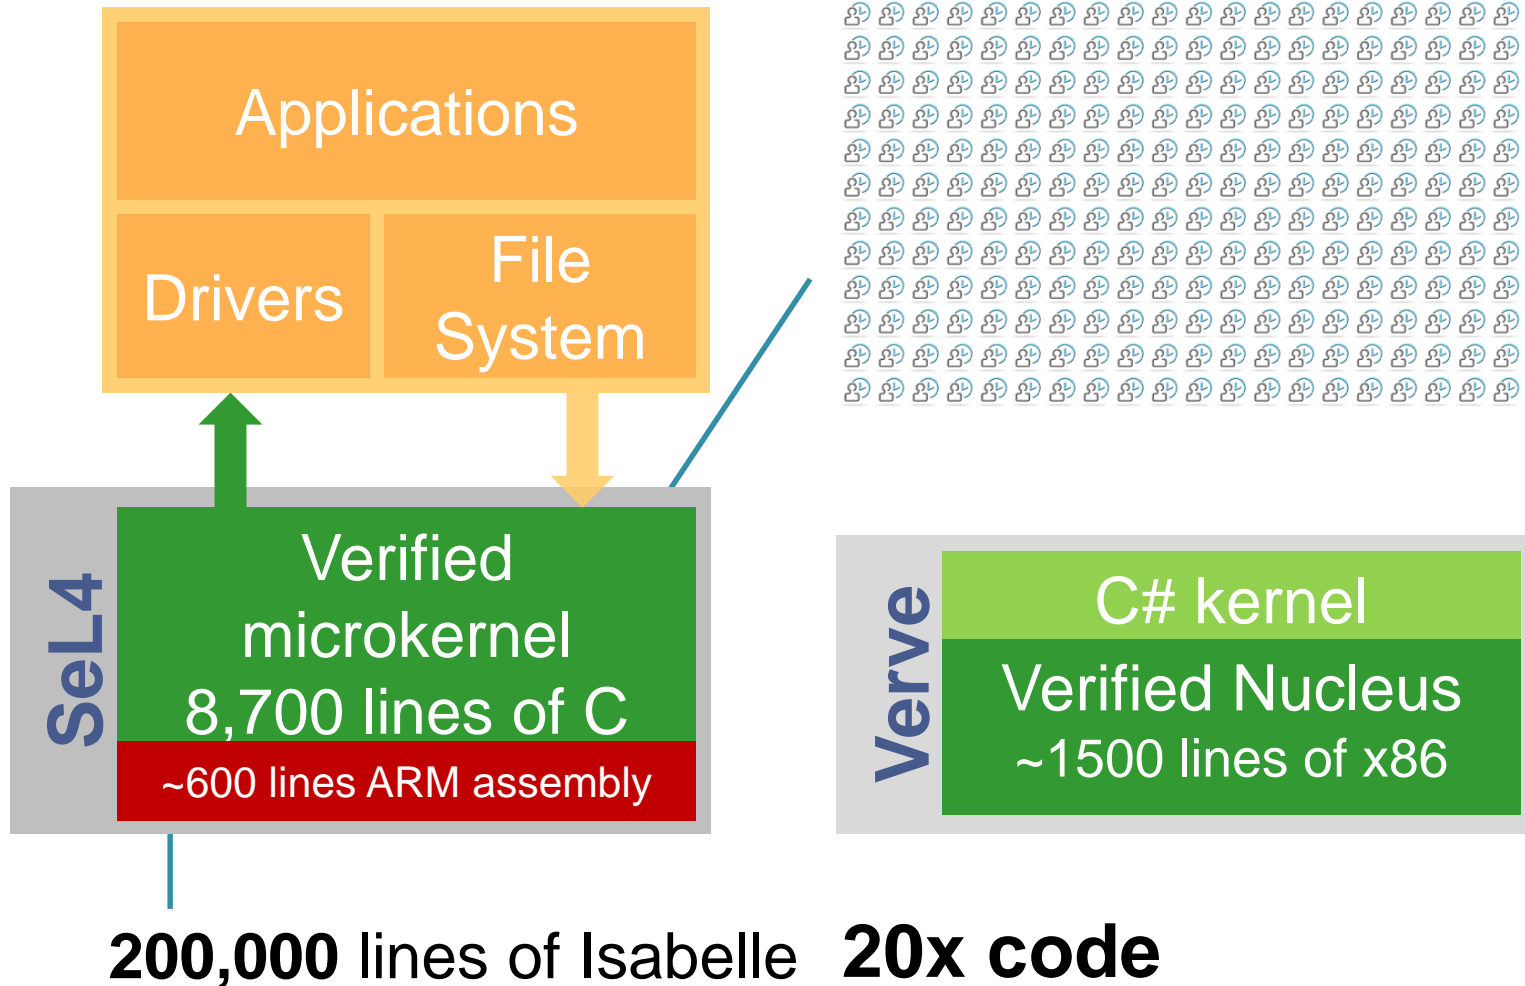 Applications
Drivers
File
System
SeL4
Verified
microkernel
8,700 lines of C
~600 lines ARM assembly
Verve
C# kernel
Verified Nucleus
~1500 lines of x86
200,000 lines of Isabelle
20x code